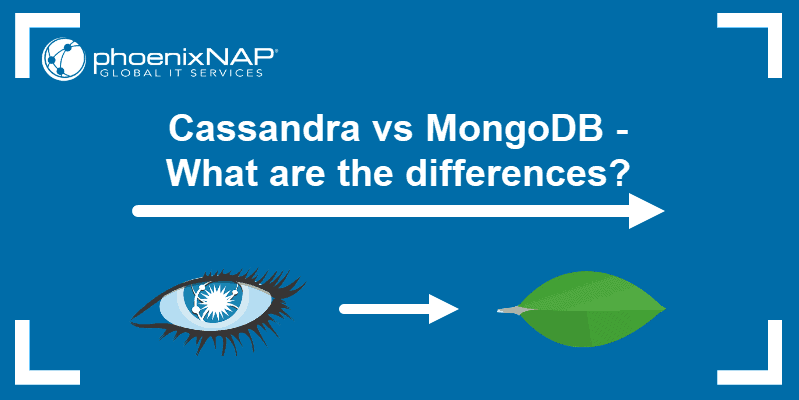 phoenixNAP®
GLOBAL IT SERVICES
Cassandra vs MongoDB -
What are the differences?